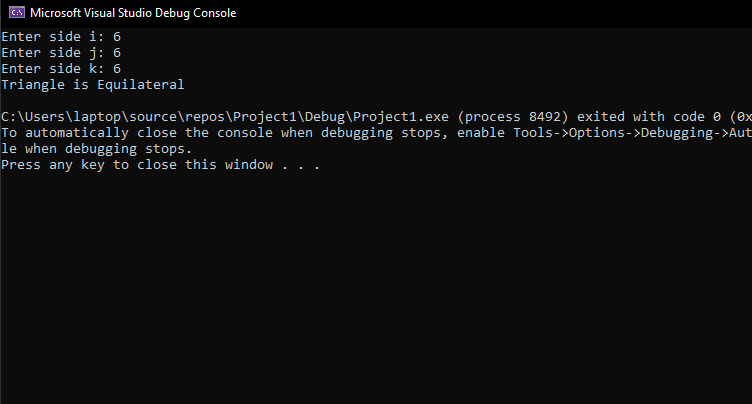 C:\ Microsoft Visual Studio Debug Console
Enter side i: 6
Enter side j: 6
Enter side k: 6
Triangle is Equilateral
C:\Users\laptop\source\repos\Project1\Debug\Project1.exe (process 8492) exited with code 0 (0x
To automatically close the console when debugging stops, enable Tools->Options->Debugging->Aut
le when debugging stops.
Press any key to close this window . . .